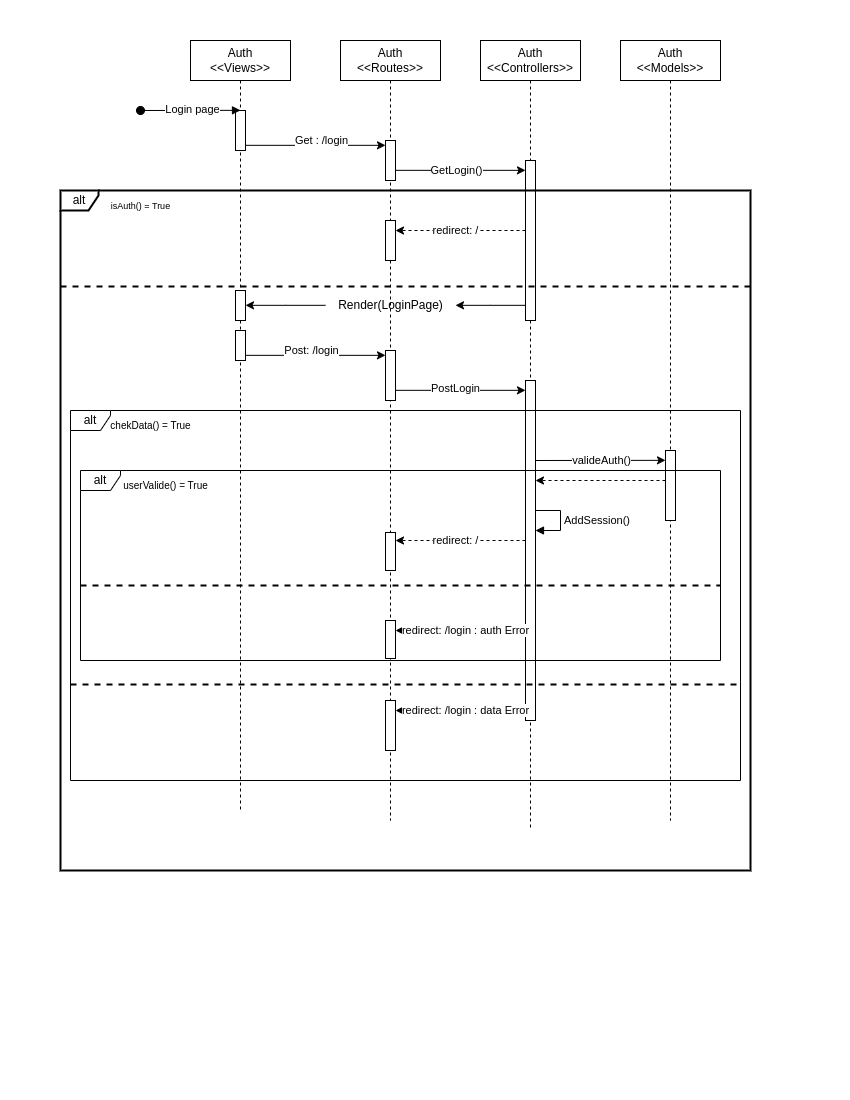 Auth
<<Views>>
Auth
<<Routes>>
Auth
<<Controllers>>
Auth
<<Models>>
Login page
Get : /login
GetLogin()
alt
isAuth() = True
redirect: /
Render(LoginPage)
Post: /login
PostLogin
alt
chekData() = True
valideAuth()
alt
userValide() = True
AddSession()
redirect: /
redirect: /login : auth Error
redirect: /login : data Error